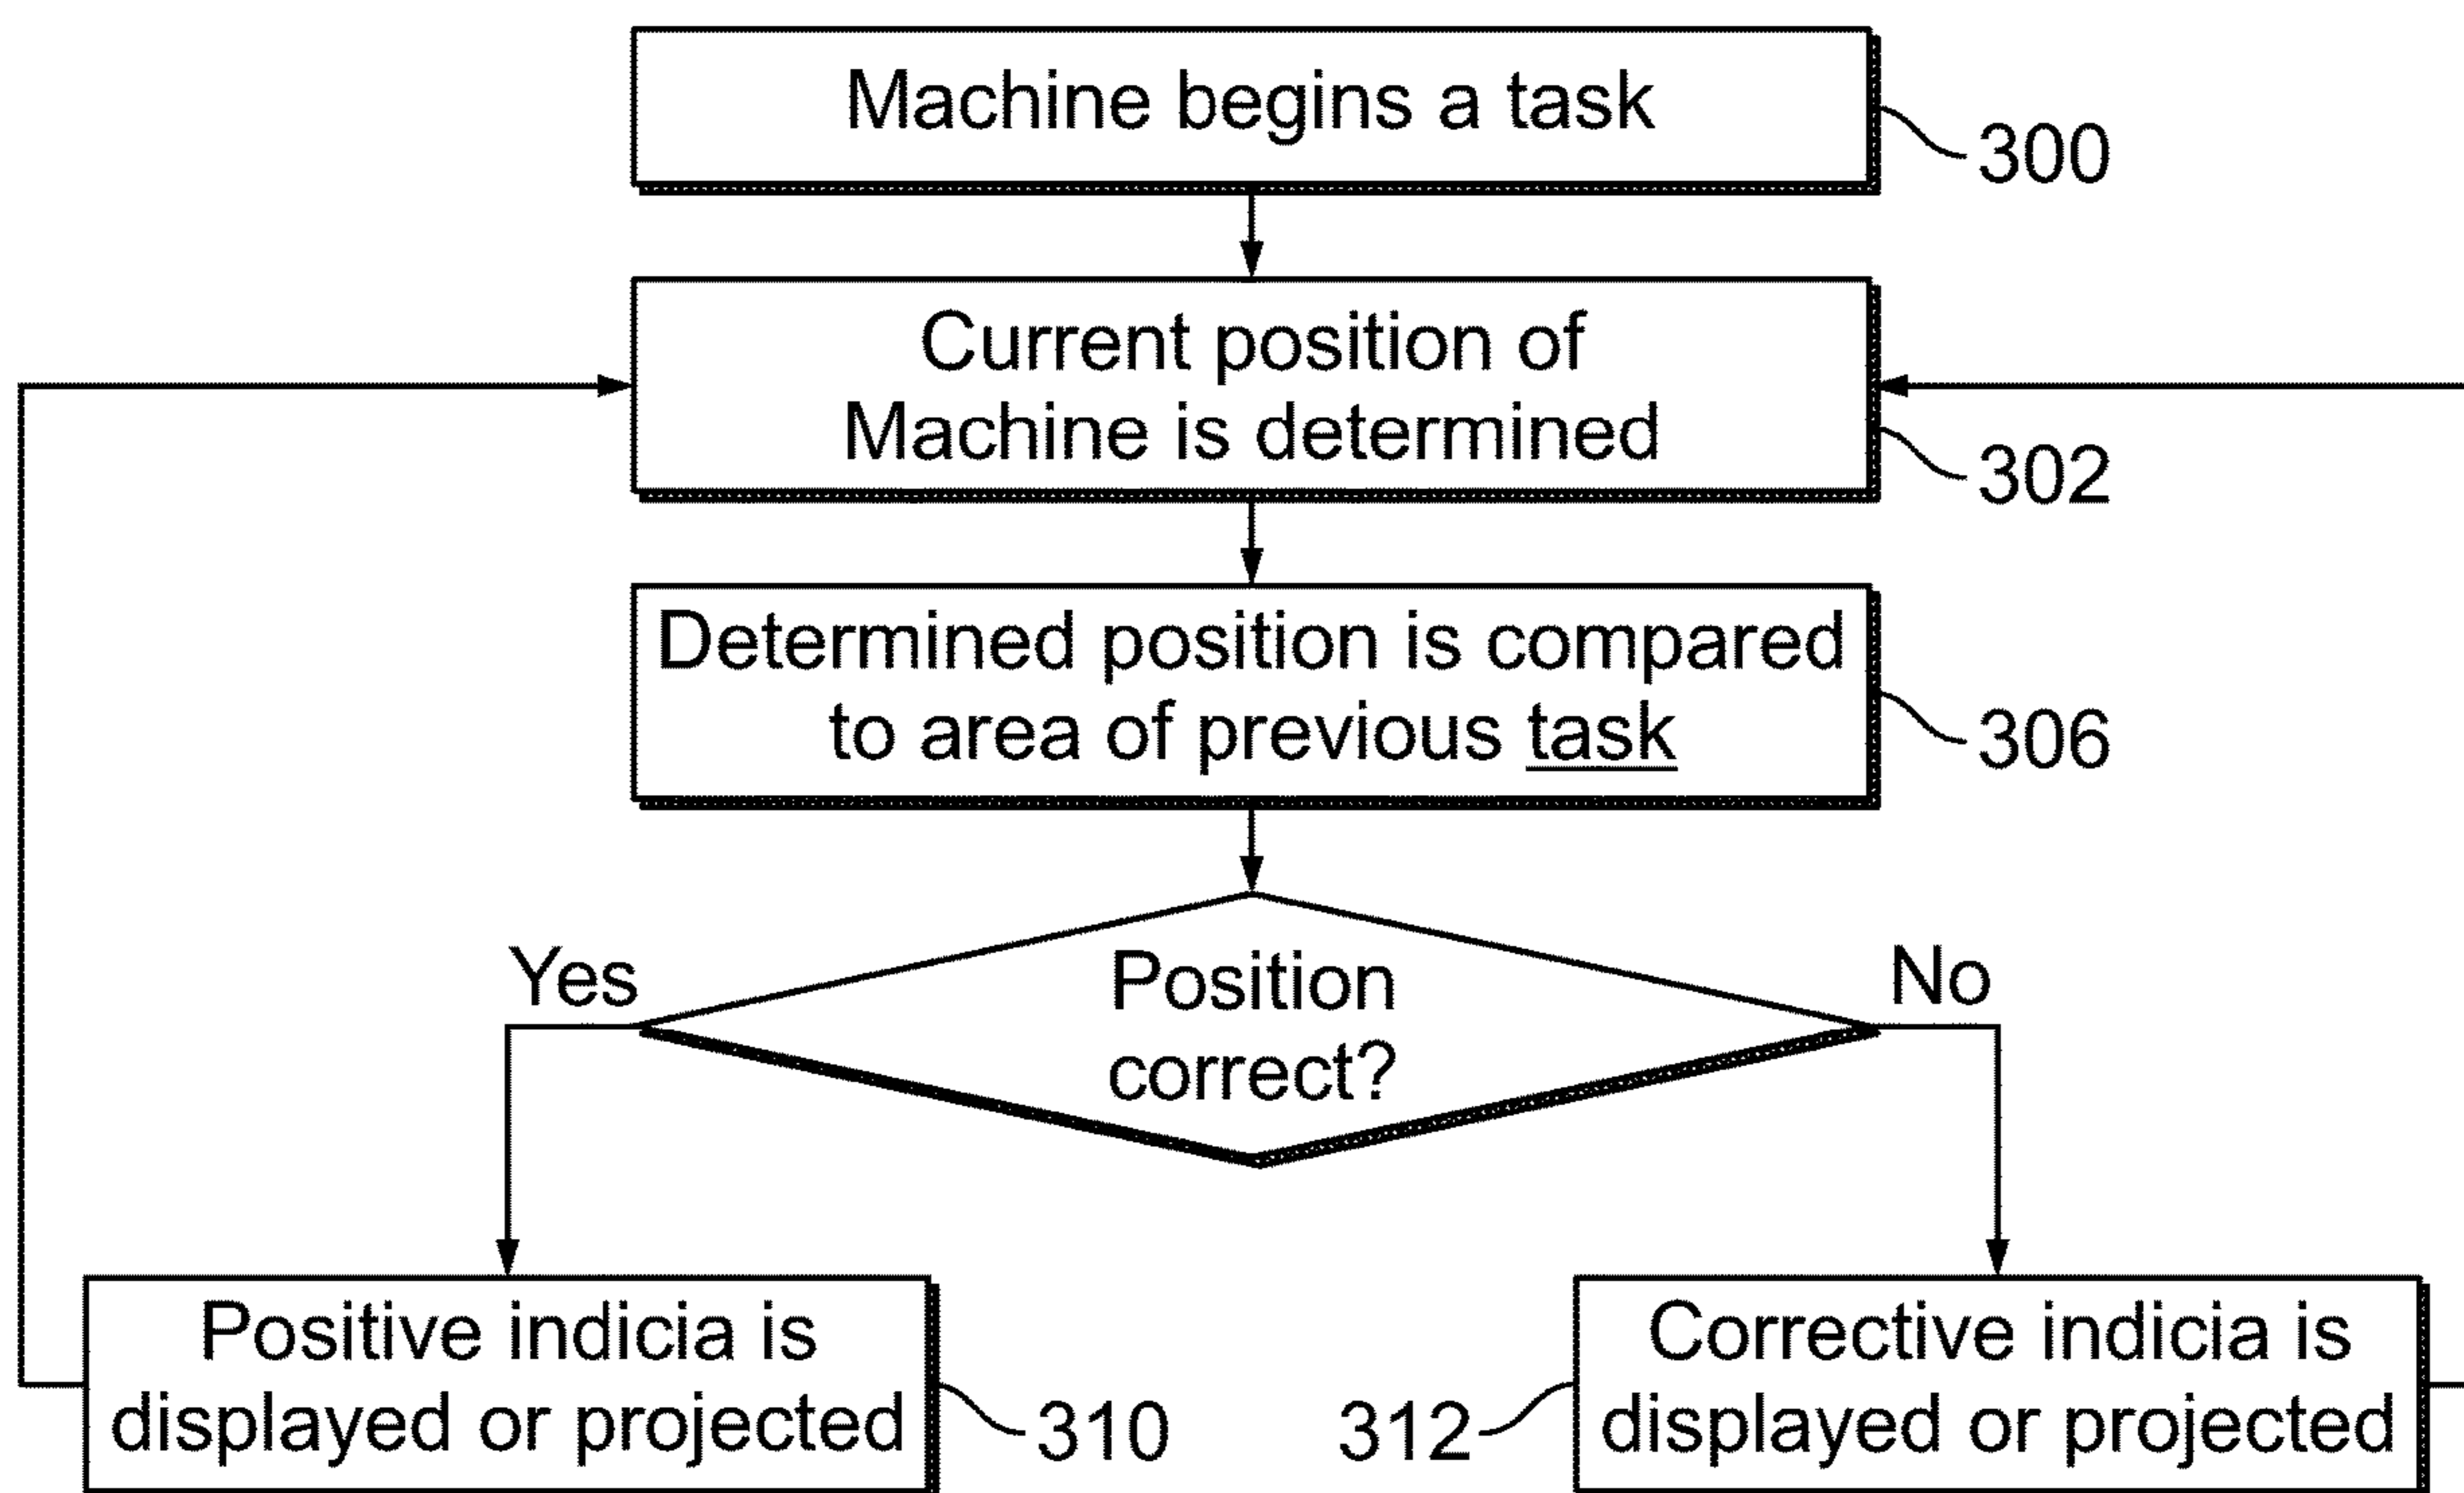 Machine begins a task
300
Current position of
Machine is determined
302
Determined position is compared
to area of previous task
306
Position
correct?
Yes
No
Positive indicia is
displayed or projected
310
312
Corrective indicia is
displayed or projected